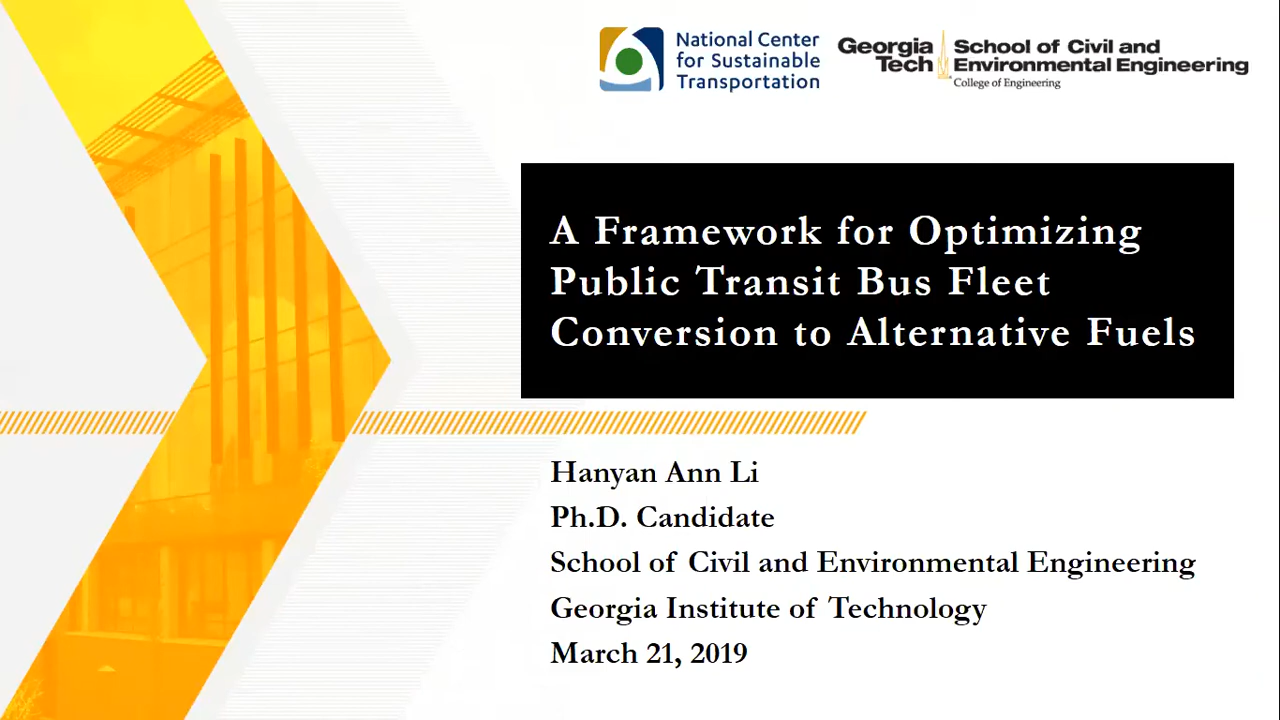 National Center
for Sustainable
Transportation
Georgia
Tech
School of Civil and
Environmental Engineering
College of Engineering
A Framework for Optimizing
Public Transit Bus Fleet
Conversion to Alternative Fuels
Hanyan Ann Li
Ph.D. Candidate
School of Civil and Environmental Engineering
Georgia Institute of Technology
March 21, 2019